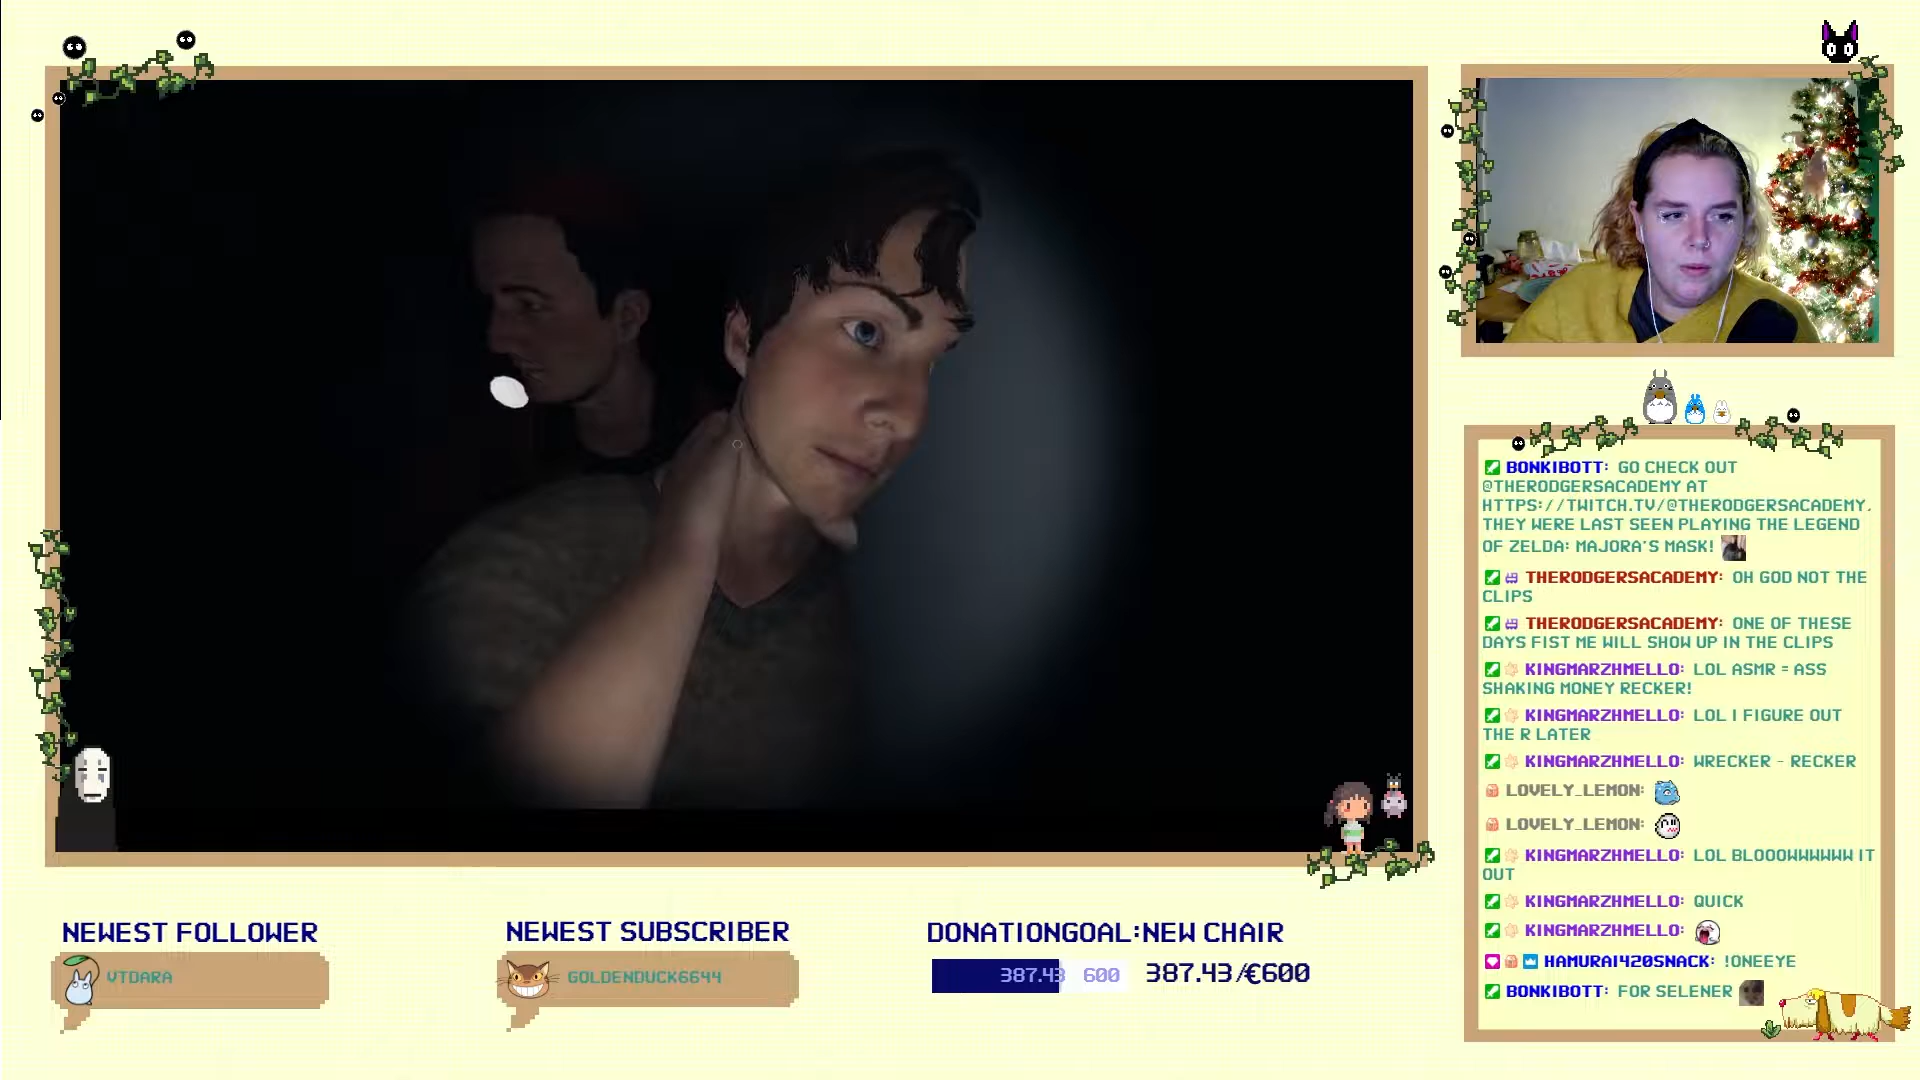 BONKIBOTT: GO CHECK OUT
@THERODGERSACADEMY AT
HTTPS://TWITCH.TV/@THERODGERSACADEMY.
THEY WERE LAST SEEN PLAYING THE LEGEND
OF ZELDA: MAJORA'S MASK!
THERODGERSACADEMY: OH GOD NOT THE
CLIPS
THERODGERSACADEMY: ONE OF THESE
DAYS FIST ME WILL SHOW UP IN THE CLIPS
KINGMARZHMELLO: LOL ASMR = ASS
SHAKING MONEY RECKER!
KINGMARZHMELLO: LOL I FIGURE OUT
THE R LATER
KINGMARZHMELLO: WRECKER - RECKER
LOVELY_LEMON:
LOVELY_LEMON:
KINGMARZHMELLO: LOL BLOOOWWWWWW IT
OUT
KINGMARZHMELLO: QUICK
KINGMARZHMELLO:
HAMURAI420SNACK: !ONEEYE
BONKIBOTT: FOR SELENER
NEWEST FOLLOWER
VTDARA
NEWEST SUBSCRIBER
GOLDENDUCK6644
DONATIONGOAL:NEW CHAIR
387.43 600 387.43/€600